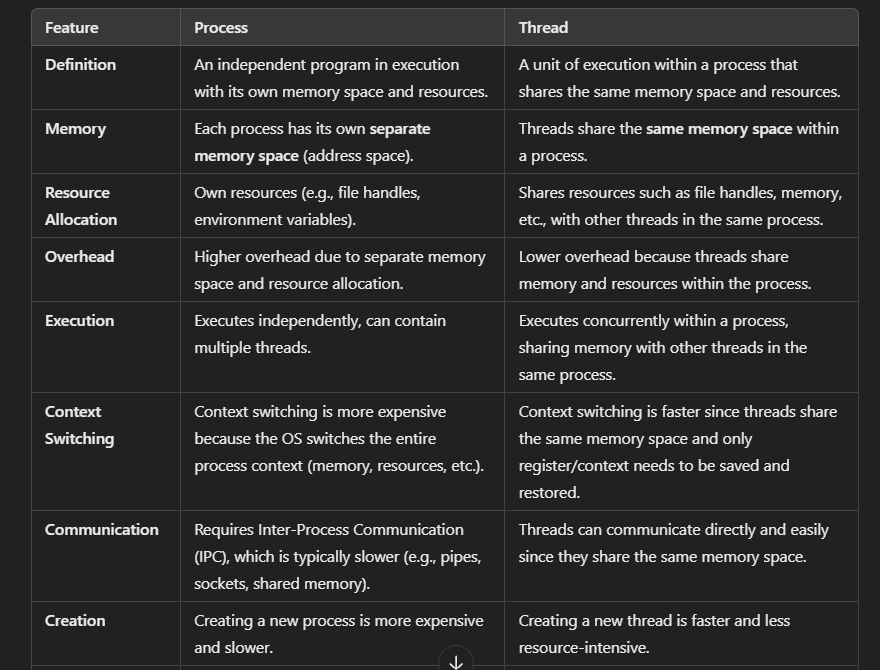 Feature Process Thread
Definition An independent program in execution A unit of execution within a process that
with its own memory space and resources. shares the same memory space and resources.
Memory Each process has its own separate Threads share the same memory space within
memory space (address space). a process.
Resource Own resources (e.g., file handles, Shares resources such as file handles, memory,
Allocation environment variables). etc., with other threads in the same process.
Overhead Higher overhead due to separate memory Lower overhead because threads share
space and resource allocation. memory and resources within the process.
Execution Executes independently, can contain Executes concurrently within a process,
multiple threads. sharing memory with other threads in the
same process.
Context Context switching is more expensive Context switching is faster since threads share
Switching because the OS switches the entire the same memory space and only
process context (memory, resources, etc.). register/context needs to be saved and
restored.
Communication Requires Inter-Process Communication Threads can communicate directly and easily
(IPC), which is typically slower (e.g., pipes, since they share the same memory space.
sockets, shared memory).
Creation Creating a new process is more expensive Creating a new thread is faster and less
and slower. resource-intensive.